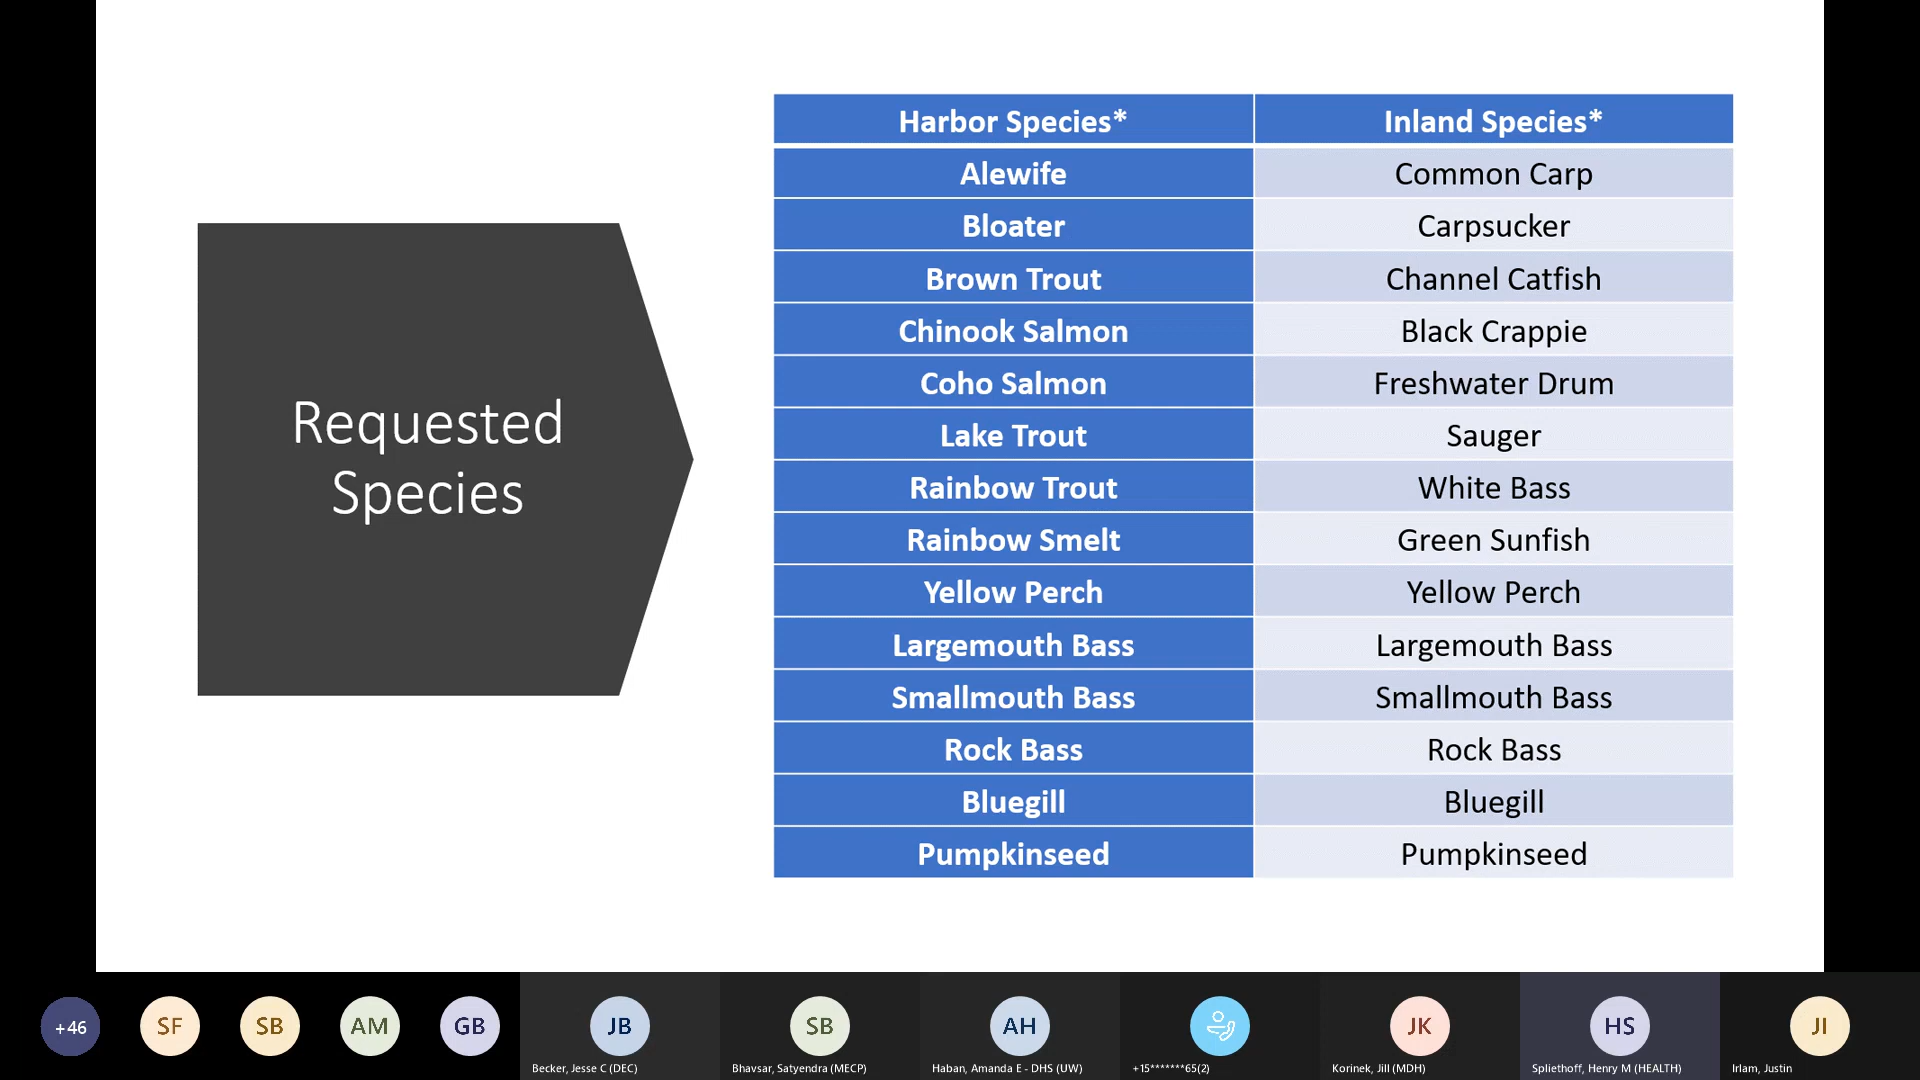 Requested
Species
Harbor Species* Inland Species*
Alewife Common Carp
Bloater Carpsucker
Brown Trout Channel Catfish
Chinook Salmon Black Crappie
Coho Salmon Freshwater Drum
Lake Trout Sauger
Rainbow Trout White Bass
Rainbow Smelt Green Sunfish
Yellow Perch Yellow Perch
Largemouth Bass Largemouth Bass
Smallmouth Bass Smallmouth Bass
Rock Bass Rock Bass
Bluegill Bluegill
Pumpkinseed Pumpkinseed
+46 SF SB AM GB JB SB AH JK HS JI
Becker, Jesse C (DEC) Bhavsar, Satyendra (MECP) Haban, Amanda E - DHS (UW) +15*******65(2) Korinek, Jill (MDH) Spliethoff, Henry M (HEALTH) Irlam, Justin